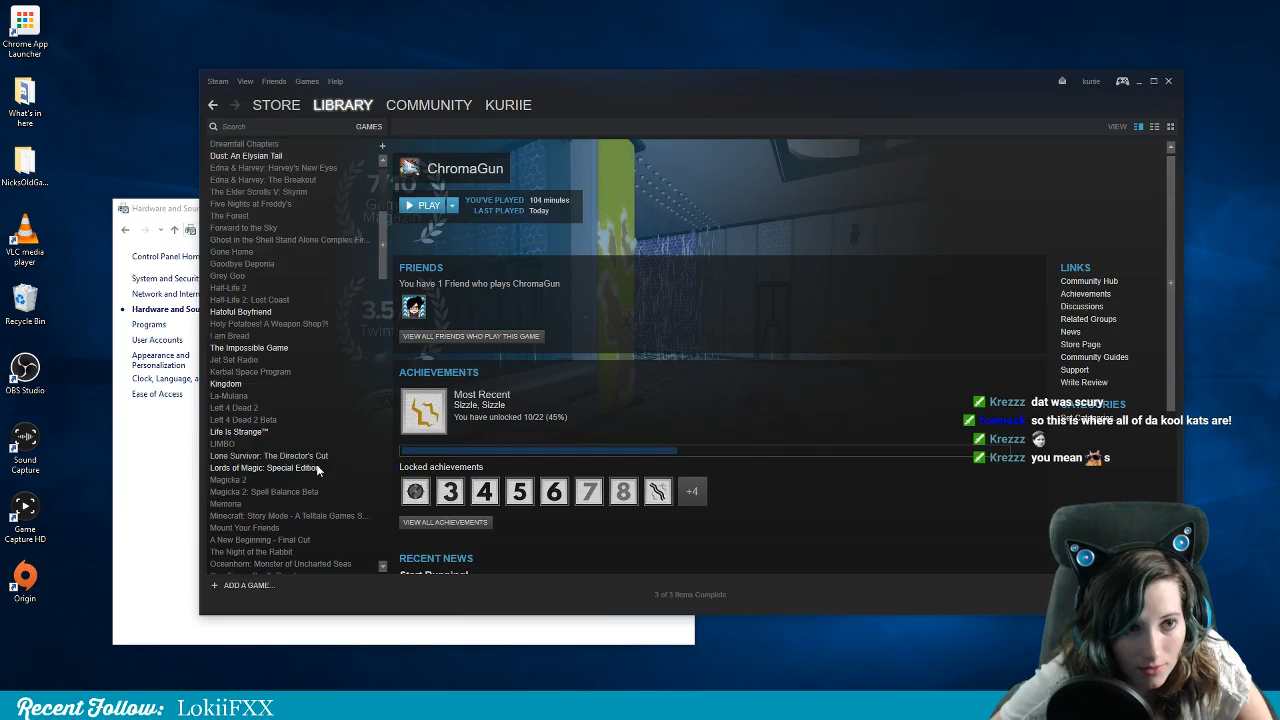 Chrome App
Launcher
What's in
here
NicksOldGa...
VLC media
player
Recycle Bin
OBS Studio
Sound
Capture
Game
Capture HD
Origin
Hardware and Sou
Control Panel Hom
System and Security
Network and Intern
Hardware and Sou
Programs
User Accounts
Appearance and
Personalization
Clock, Language, a
Ease of Access
Steam View Friends Games Help
kuriie
STORE LIBRARY COMMUNITY KURIIE
Search GAMES
VIEW
Dreamfall Chapters
Dust: An Elysian Tail
Edna & Harvey: Harvey's New Eyes
Edna & Harvey: The Breakout
The Elder Scrolls V: Skyrim
Five Nights at Freddy's
The Forest
Forward to the Sky
Ghost in the Shell Stand Alone Complex Fir...
Gone Home
Goodbye Deponia
Grey Goo
Half-Life 2
Half-Life 2: Lost Coast
Hatoful Boyfriend
Holy Potatoes! A Weapon Shop?!
I am Bread
The Impossible Game
Jet Set Radio
Kerbal Space Program
Kingdom
La-Mulana
Left 4 Dead 2
Left 4 Dead 2 Beta
Life Is Strange™
LIMBO
Lone Survivor: The Director's Cut
Lords of Magic: Special Edition
Magicka 2
Magicka 2: Spell Balance Beta
Memoria
Minecraft: Story Mode - A Telltale Games S...
Mount Your Friends
A New Beginning - Final Cut
The Night of the Rabbit
Oceanhorn: Monster of Uncharted Seas
+ ADD A GAME...
ChromaGun
7/10
PLAY
YOU'VE PLAYED 104 minutes
LAST PLAYED Today
3.5
FRIENDS
You have 1 Friend who plays ChromaGun
VIEW ALL FRIENDS WHO PLAY THIS GAME
ACHIEVEMENTS
Most Recent
Sizzle, Sizzle
You have unlocked 10/22 (45%)
Locked achievements
3 4 5 6 7 8 +4
VIEW ALL ACHIEVEMENTS
RECENT NEWS
Start Running!
3 of 3 Items Complete
LINKS
Community Hub
Achievements
Discussions
Related Groups
News
Store Page
Community Guides
Support
Write Review
CATEGORIES
Krezzz dat was scury
so this is where all of da kool kats are!
Krezzz
Krezzz you mean s
Recent Follow: LokiiFXX